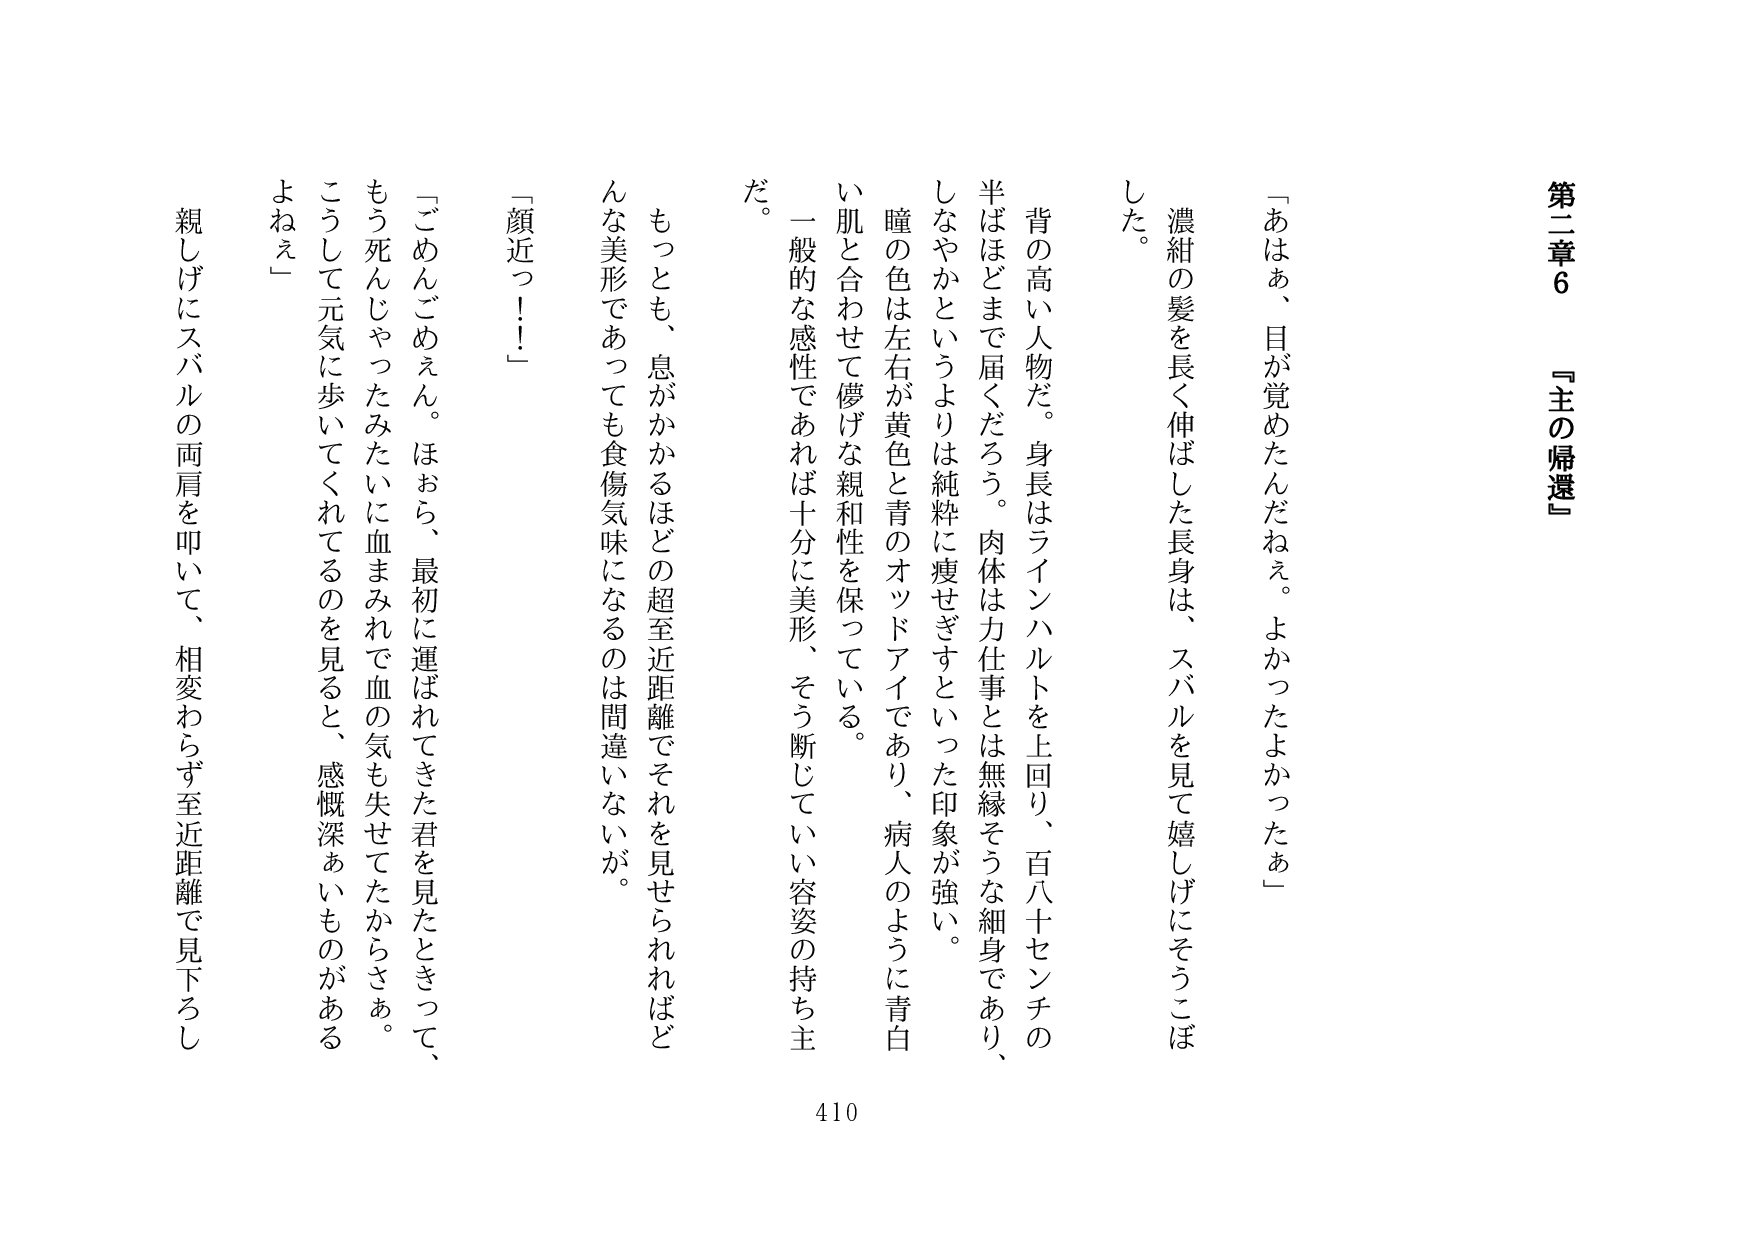 第二章6　　『主の帰還』
「あはぁ、目が覚めたんだねぇ。よかったよかったぁ」
　濃紺の髪を長く伸ばした長身は、スバルを見て嬉しげにそうこぼ
した。
　背の高い人物だ。身長はラインハルトを上回り、百八十センチの
半ばほどまで届くだろう。肉体は力仕事とは無縁そうな細身であり、
しなやかというよりは純粋に痩せぎすといった印象が強い。
　瞳の色は左右が黄色と青のオッドアイであり、病人のように青白
い肌と合わせて儚げな親和性を保っている。
　一般的な感性であれば十分に美形、そう断じていい容姿の持ち主
だ。
　もっとも、息がかかるほどの超至近距離でそれを見せられればど
んな美形であっても食傷気味になるのは間違いないが。
「顔近っ！！」
「ごめんごめぇん。ほぉら、最初に運ばれてきた君を見たときって、
もう死んじゃったみたいに血まみれで血の気も失せてたからさぁ。
こうして元気に歩いてくれてるのを見ると、感慨深ぁいものがある
よねぇ」
　親しげにスバルの両肩を叩いて、相変わらず至近距離で見下ろし
410